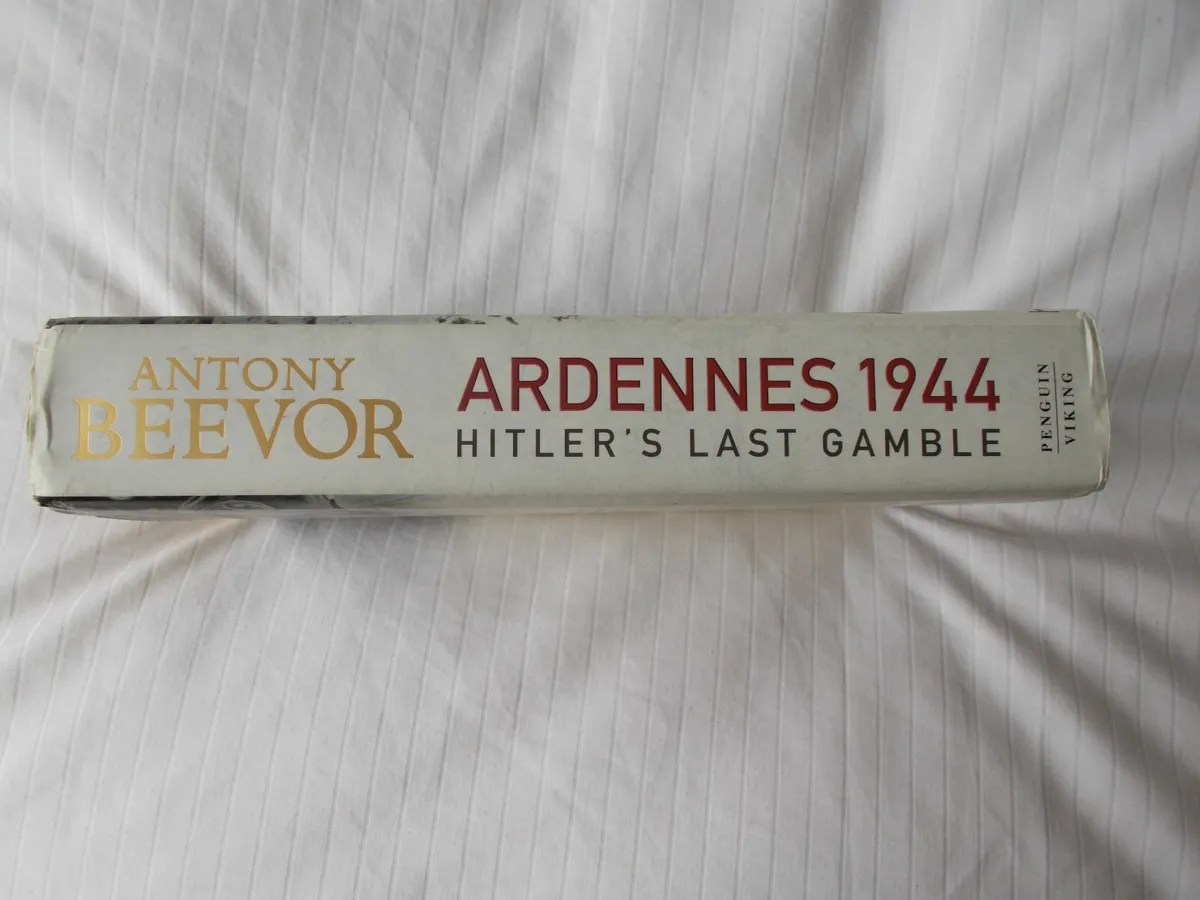 ANTONY
BEEVOR
ARDENNES 1944
HITLER'S LAST GAMBLE
PENGUIN
VIKING